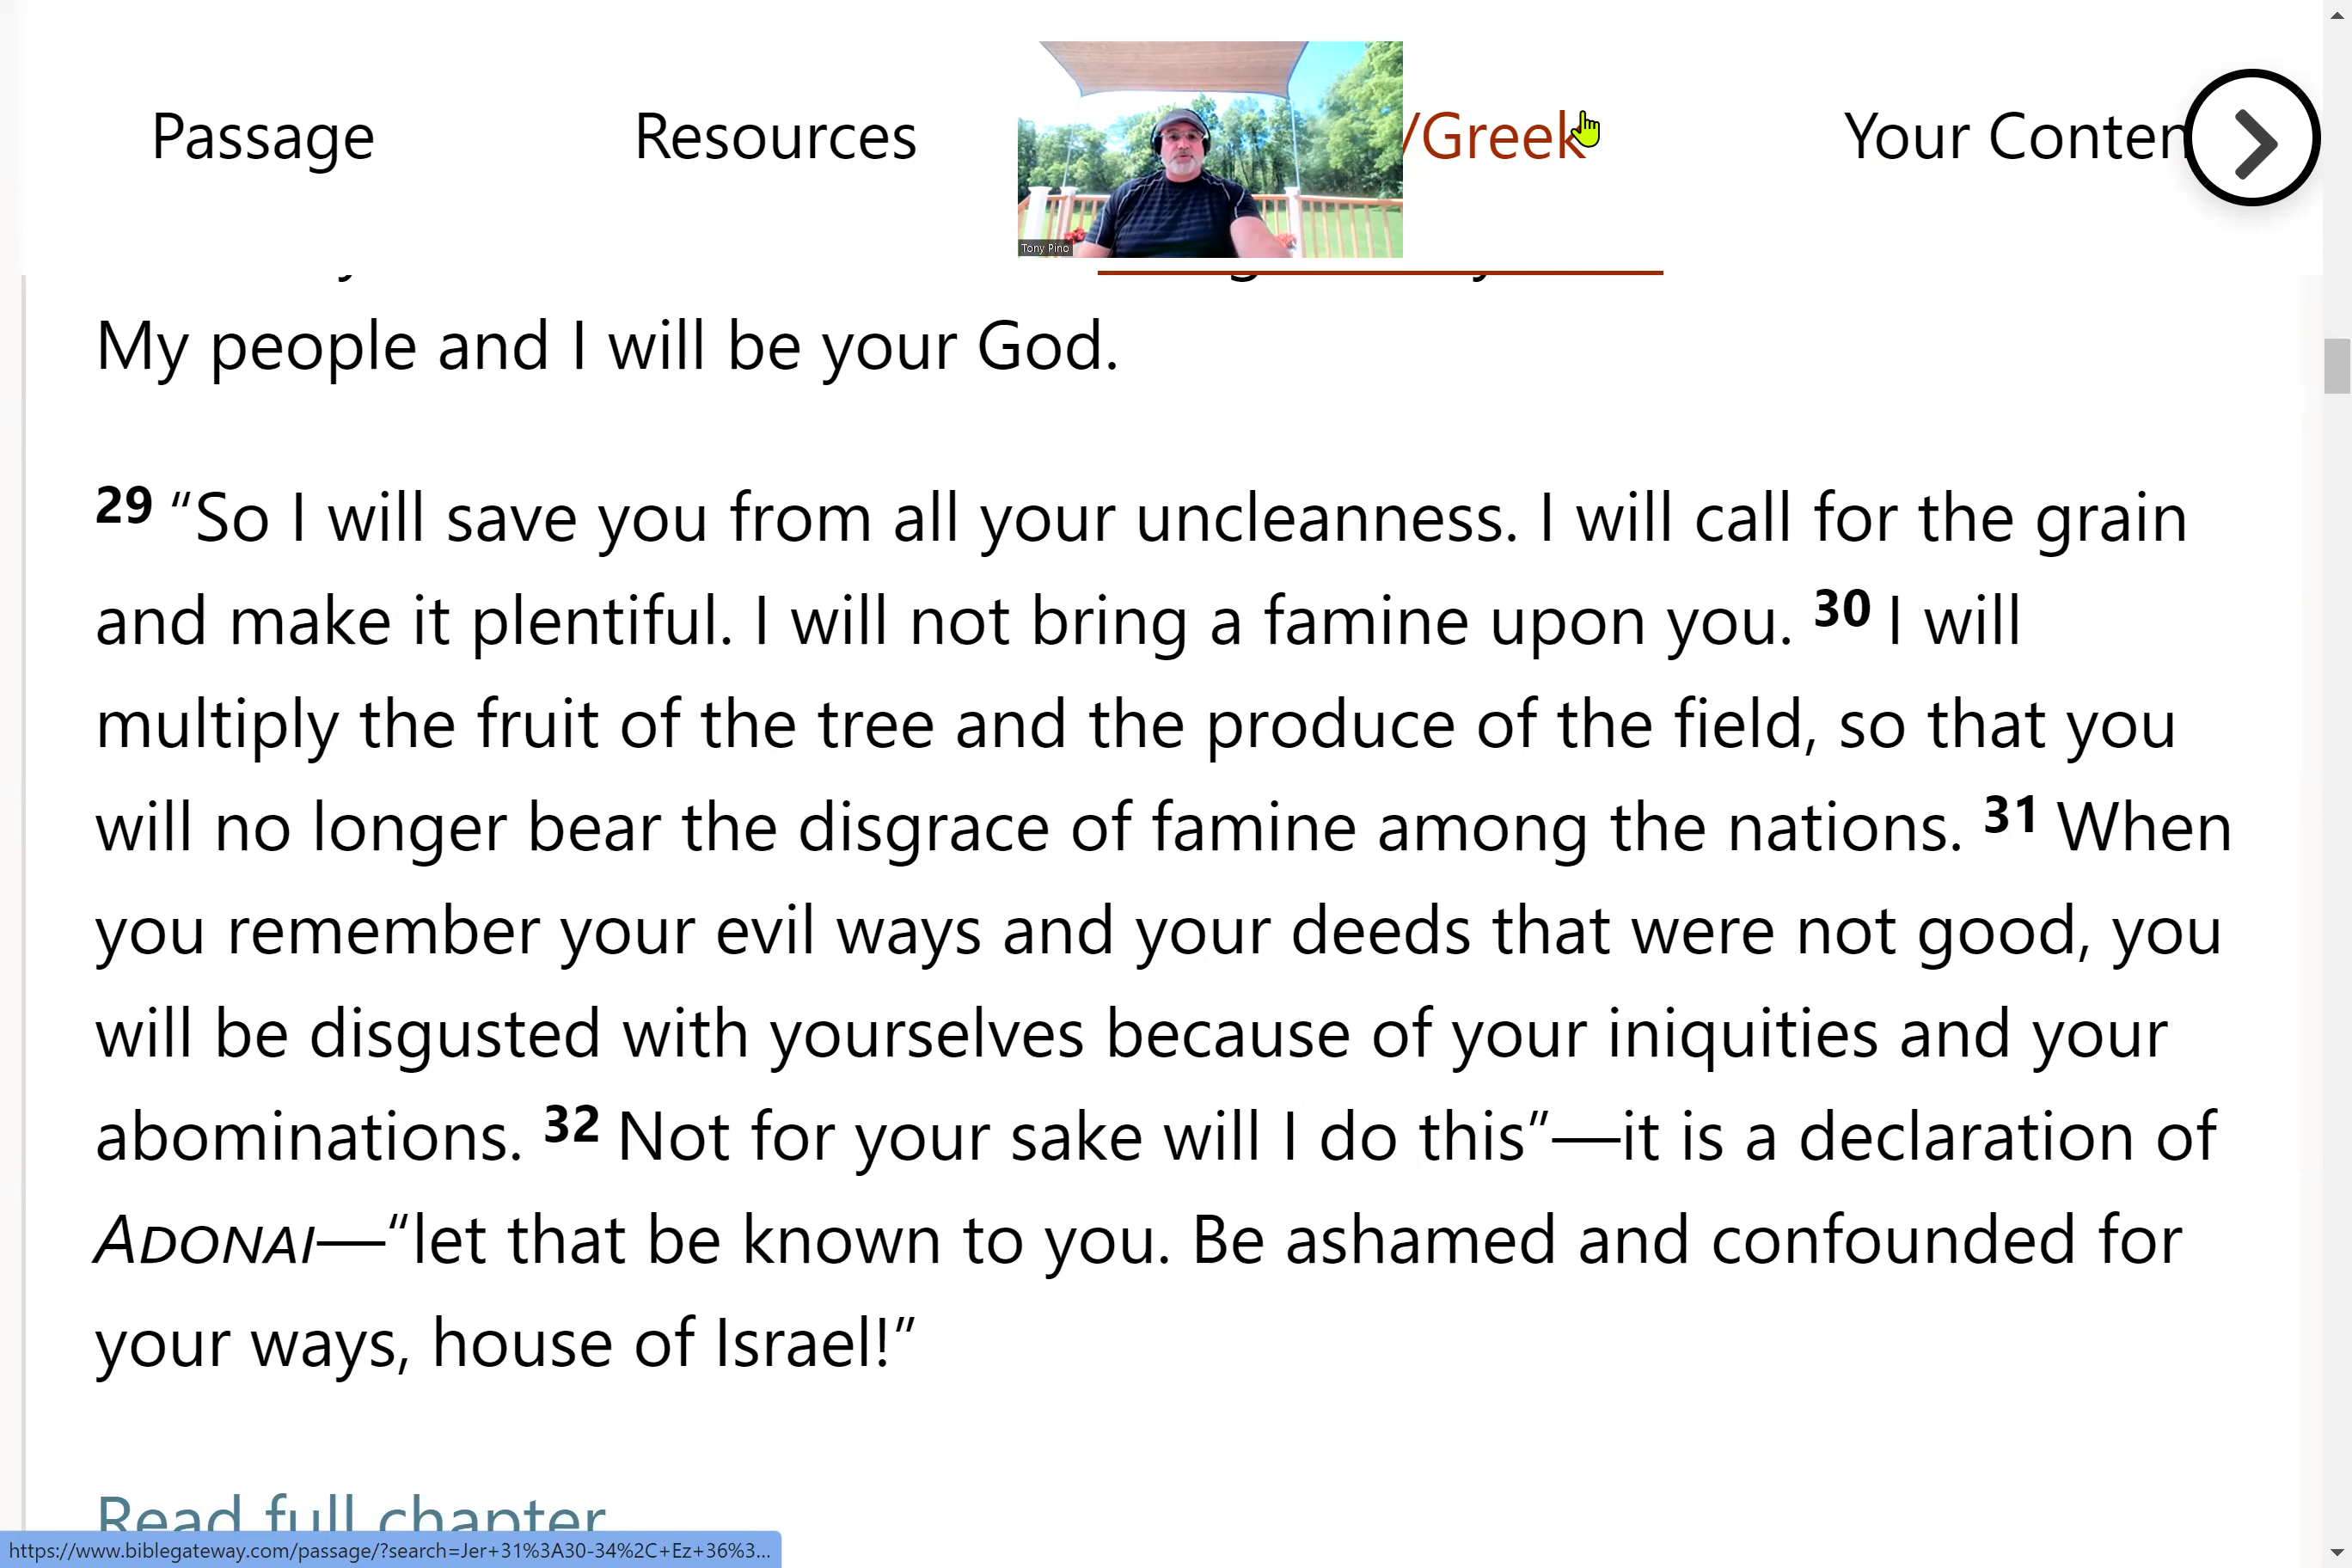 Passage Resources /Greek Your Conten
Tony Pino
My people and I will be your God.
29 “So I will save you from all your uncleanness. I will call for the grain
and make it plentiful. I will not bring a famine upon you. 30 I will
multiply the fruit of the tree and the produce of the field, so that you
will no longer bear the disgrace of famine among the nations. 31 When
you remember your evil ways and your deeds that were not good, you
will be disgusted with yourselves because of your iniquities and your
abominations. 32 Not for your sake will I do this”—it is a declaration of
ADONAI—“let that be known to you. Be ashamed and confounded for
your ways, house of Israel!”
Read full chapter
https://www.biblegateway.com/passage/?search=Jer+31%3A30-34%2C+Ez+36%3...